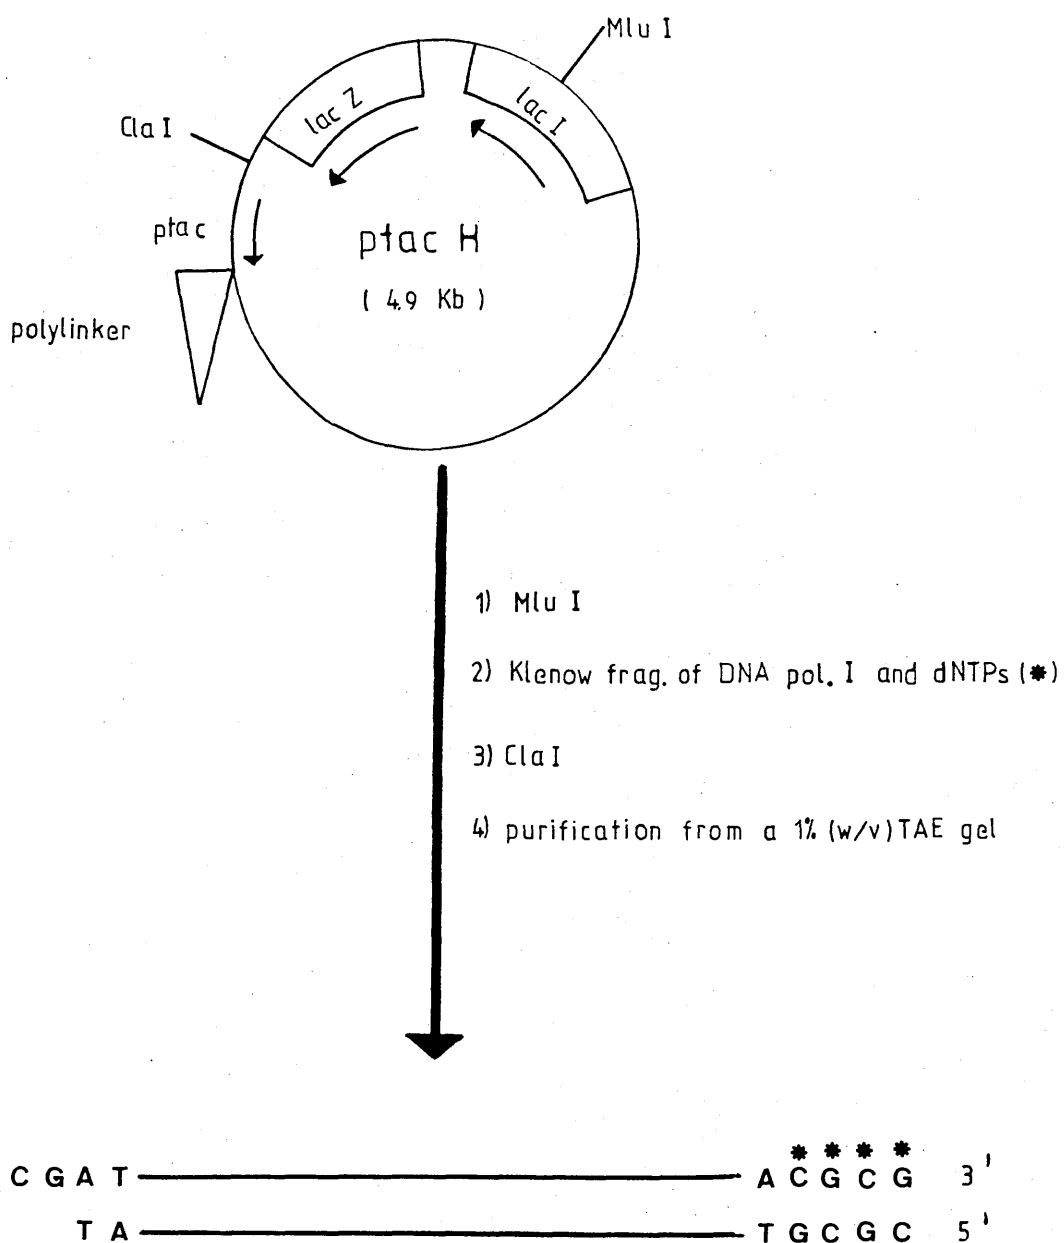 Mlu I
lac Z
lac I
Cla I
ptac
ptac H
( 4.9 Kb )
polylinker
1) Mlu I
2) Klenow frag. of DNA pol. I and dNTPs (*)
3) Cla I
4) purification from a 1% (w/v) TAE gel
* * * *
C G A T A C G C G 3'
T A T G C G C 5'